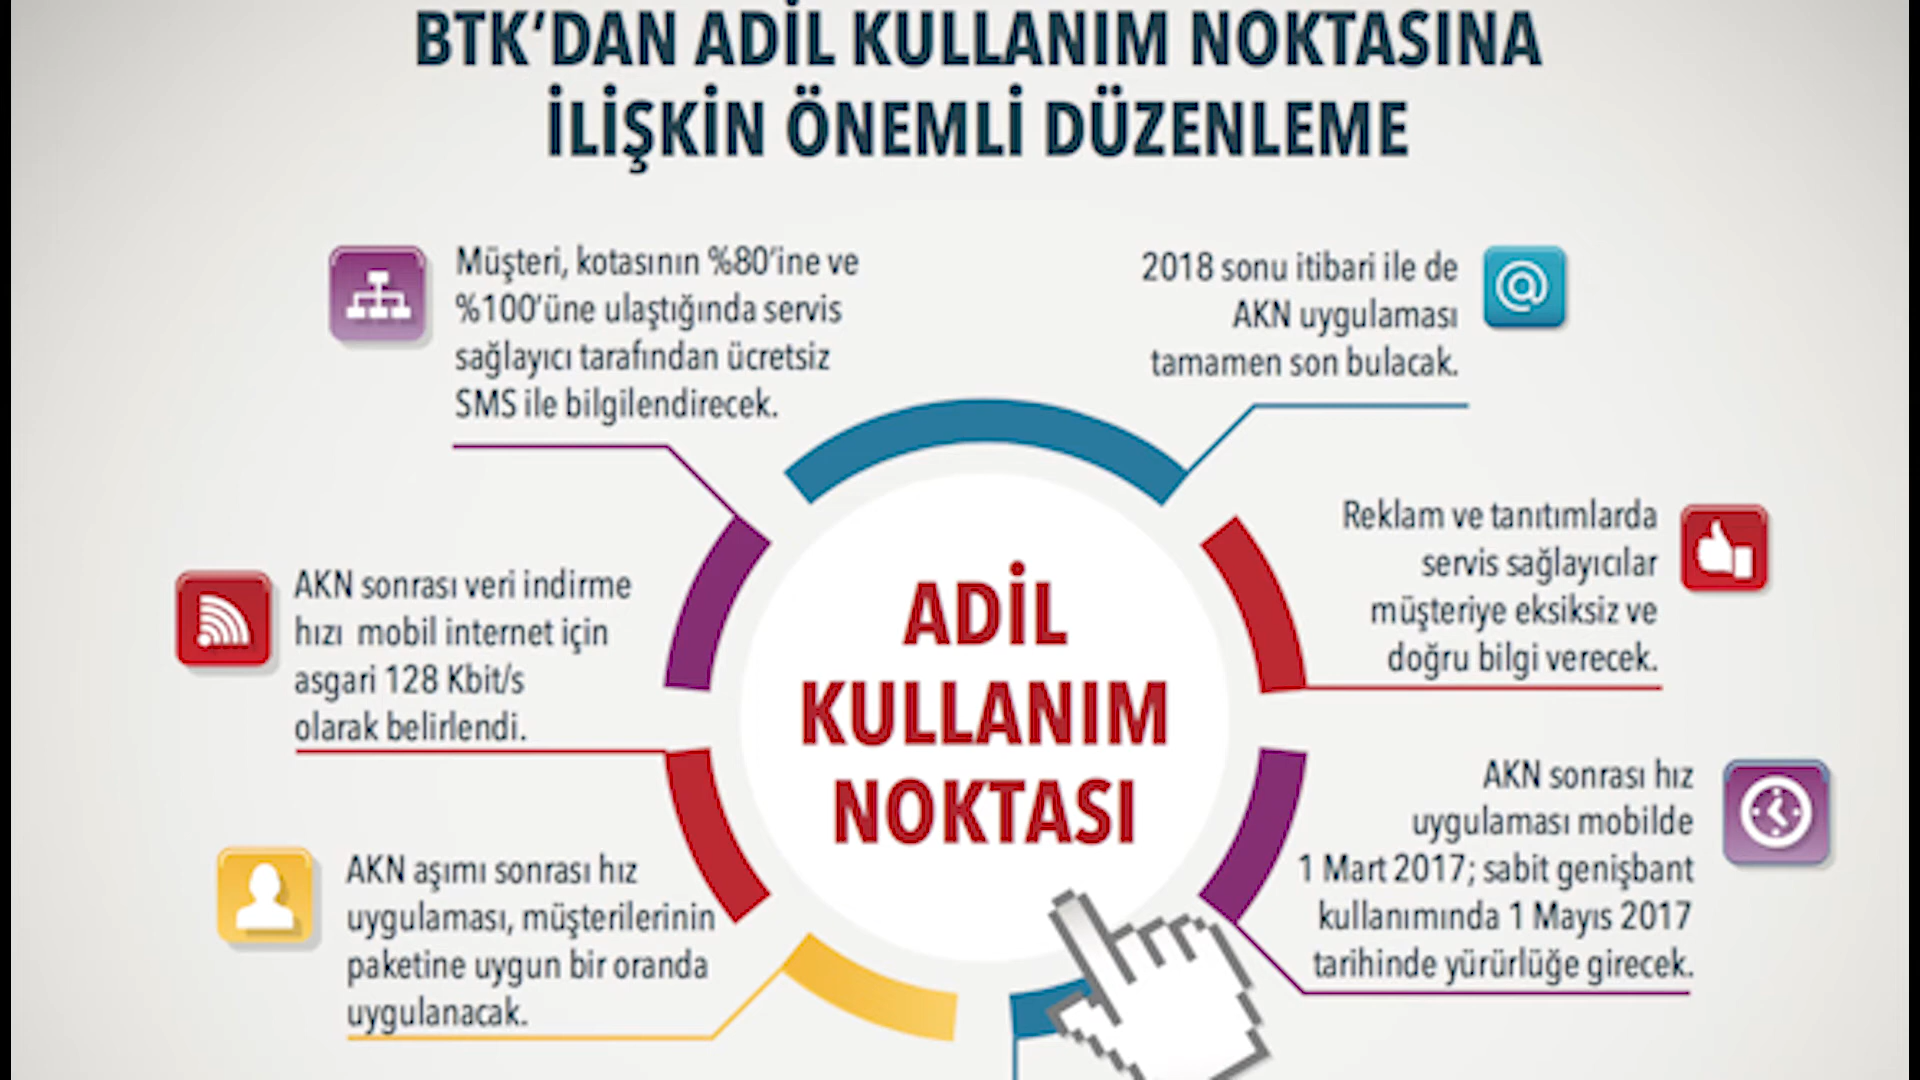 BTK'DAN ADİL KULLANIM NOKTASINA
İLİŞKİN ÖNEMLİ DÜZENLEME
Müşteri, kotasının %80'ine ve
%100'üne ulaştığında servis
sağlayıcı tarafından ücretsiz
SMS ile bilgilendirecek.
2018 sonu itibari ile de
AKN uygulaması
tamamen son bulacak.
AKN sonrası veri indirme
hızı mobil internet için
asgari 128 Kbit/s
olarak belirlendi.
Reklam ve tanıtımlarda
servis sağlayıcılar
müşteriye eksiksiz ve
doğru bilgi verecek.
ADİL
KULLANIM
NOKTASI
AKN aşımı sonrası hız
uygulaması, müşterilerinin
paketine uygun bir oranda
uygulanacak.
AKN sonrası hız
uygulaması mobilde
1 Mart 2017; sabit genişbant
kullanımında 1 Mayıs 2017
tarihinde yürürlüğe girecek.